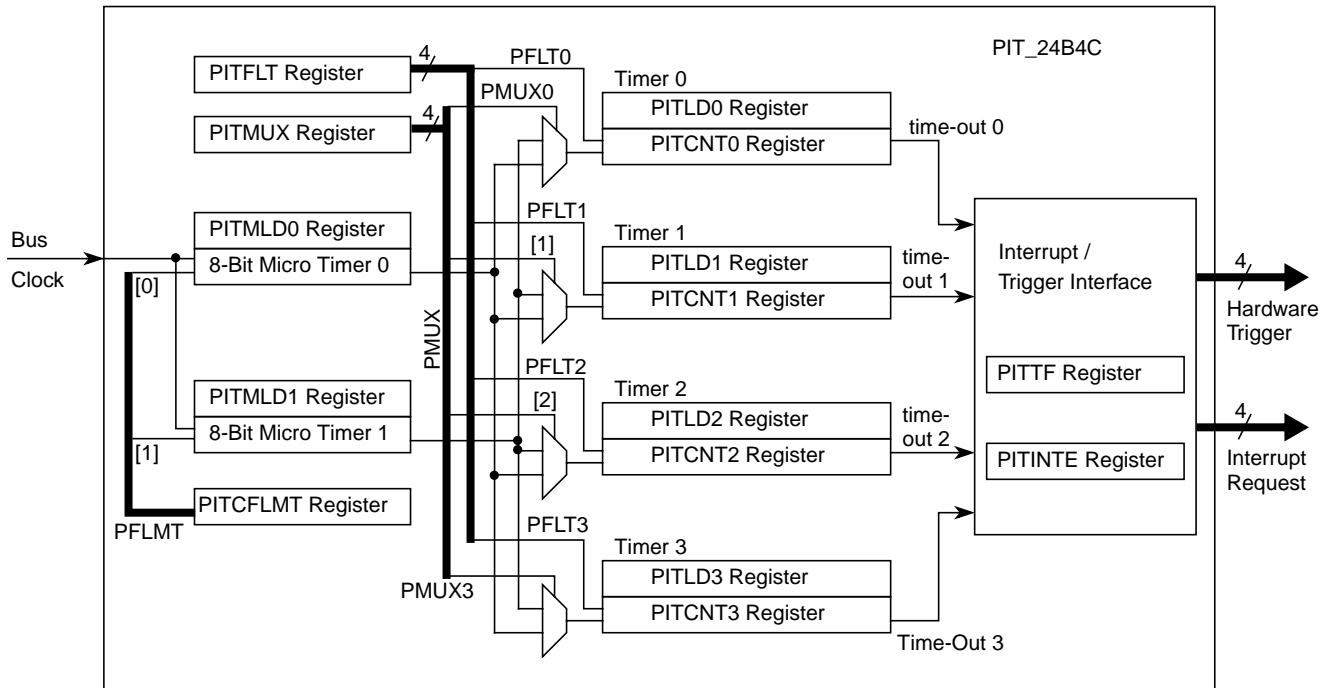 PIT_24B4C
4
PFLT0
PITFLT Register
Timer 0
PMUX0
PITLD0 Register
4
PITMUX Register
time-out 0
PITCNT0 Register
PFLT1
PITMLD0 Register
Timer 1
Bus
[1]
Interrupt /
8-Bit Micro Timer 0
PITLD1 Register
time-
4
Clock
[0]
out 1
Trigger Interface
PITCNT1 Register
Hardware
Trigger
PMUX
PFLT2
PITTF Register
PITMLD1 Register
Timer 2
[2]
4
8-Bit Micro Timer 1
PITLD2 Register
time-
out 2
[1]
PITCNT2 Register
PITINTE Register
Interrupt
Request
PITCFLMT Register
PFLMT
PFLT3
Timer 3
PITLD3 Register
PMUX3
PITCNT3 Register
Time-Out 3